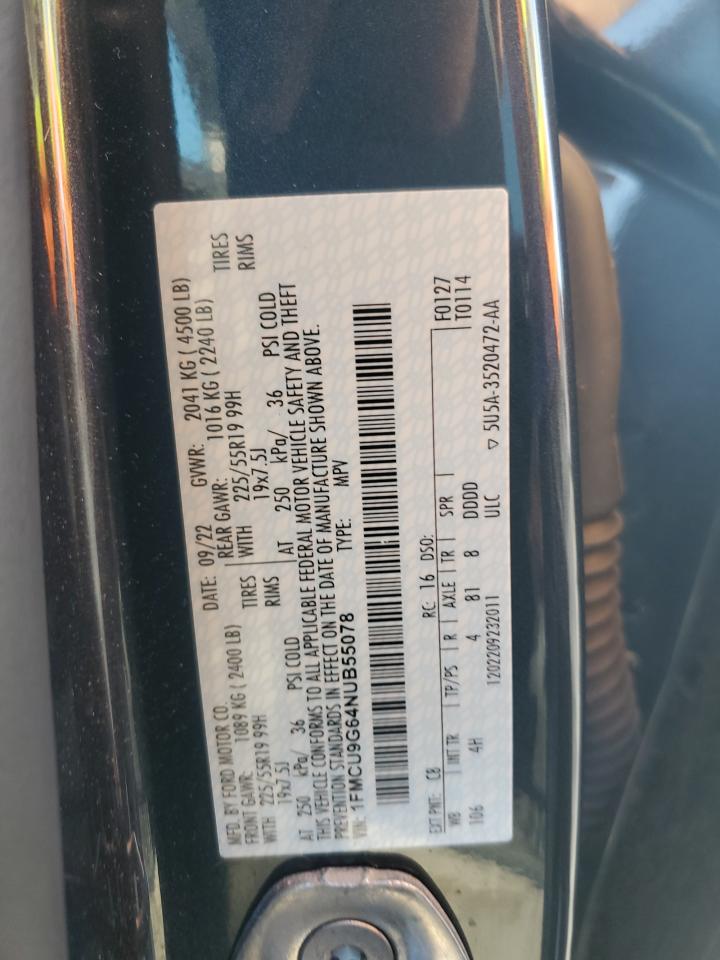 MFD. BY FORD MOTOR CO.
DATE: 09/22 GVWR: 2041 KG ( 4500 LB)
FRONT GAWR: 1089 KG ( 2400 LB) REAR GAWR: 1016 KG ( 2240 LB)
WITH 225/55R19 99H TIRES WITH 225/55R19 99H TIRES
19x7.5J RIMS 19x7.5J RIMS
AT 250 kPa/ 36 PSI COLD AT 250 kPa/ 36 PSI COLD
THIS VEHICLE CONFORMS TO ALL APPLICABLE FEDERAL MOTOR VEHICLE SAFETY AND THEFT
PREVENTION STANDARDS IN EFFECT ON THE DATE OF MANUFACTURE SHOWN ABOVE.
VIN: 1FMCU9G64NUB55078 TYPE: MPV
EXT PNT: C8 RC: 16 DSO: F0127
WB INT TR TP/PS R AXLE TR SPR T0114
106 4H 4 81 8 DDDD
1202209232011 ULC ▽ 5U5A-3520472-AA